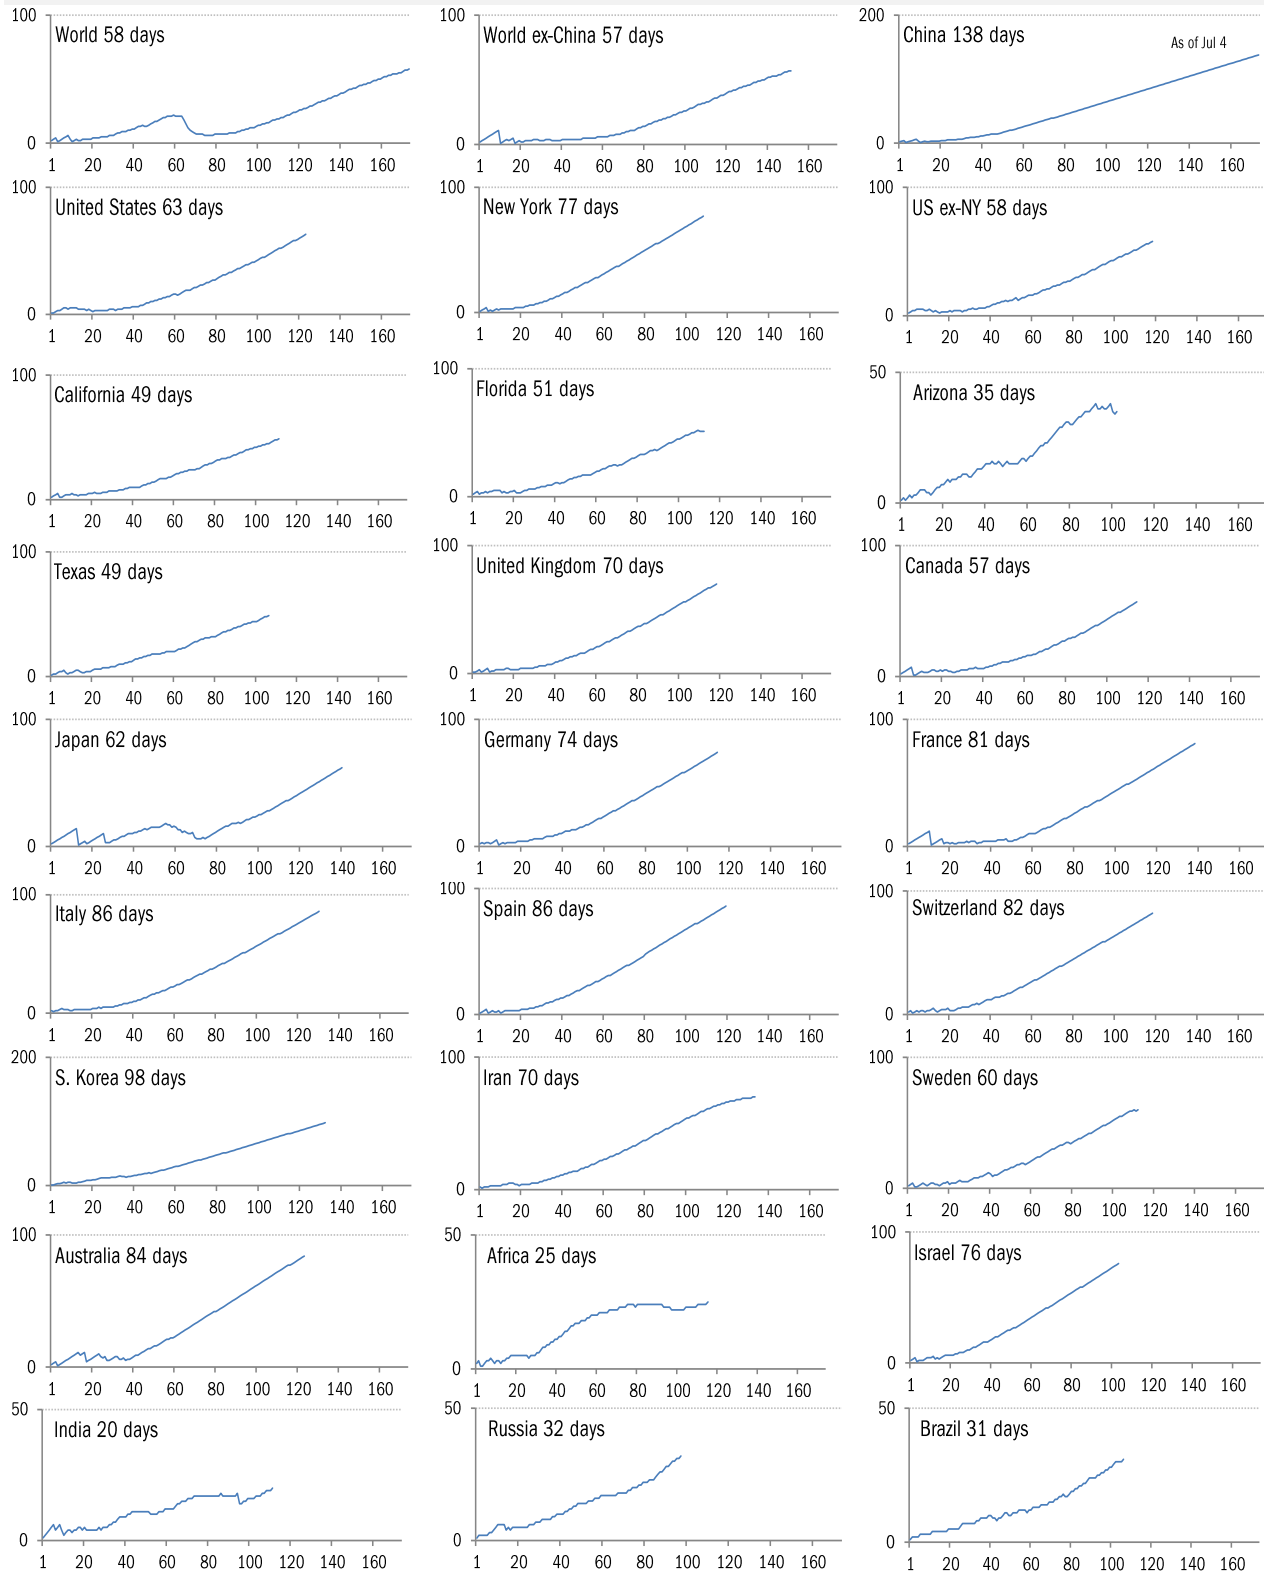 100
World 58 days
0
1 20 40 60 80 100 120 140 160
100
World ex-China 57 days
0
1 20 40 60 80 100 120 140 160
200
China 138 days
As of Jul 4
0
1 20 40 60 80 100 120 140 160
100
United States 63 days
0
1 20 40 60 80 100 120 140 160
100
New York 77 days
0
1 20 40 60 80 100 120 140 160
100
US ex-NY 58 days
0
1 20 40 60 80 100 120 140 160
100
California 49 days
0
1 20 40 60 80 100 120 140 160
100
Florida 51 days
0
1 20 40 60 80 100 120 140 160
50
Arizona 35 days
0
1 20 40 60 80 100 120 140 160
100
Texas 49 days
0
1 20 40 60 80 100 120 140 160
100
United Kingdom 70 days
0
1 20 40 60 80 100 120 140 160
100
Canada 57 days
0
1 20 40 60 80 100 120 140 160
100
Japan 62 days
0
1 20 40 60 80 100 120 140 160
100
Germany 74 days
0
1 20 40 60 80 100 120 140 160
100
France 81 days
0
1 20 40 60 80 100 120 140 160
100
Italy 86 days
0
1 20 40 60 80 100 120 140 160
100
Spain 86 days
0
1 20 40 60 80 100 120 140 160
100
Switzerland 82 days
0
1 20 40 60 80 100 120 140 160
200
S. Korea 98 days
0
1 20 40 60 80 100 120 140 160
100
Iran 70 days
0
1 20 40 60 80 100 120 140 160
100
Sweden 60 days
0
1 20 40 60 80 100 120 140 160
100
Australia 84 days
0
1 20 40 60 80 100 120 140 160
50
Africa 25 days
0
1 20 40 60 80 100 120 140 160
100
Israel 76 days
0
1 20 40 60 80 100 120 140 160
50
India 20 days
0
1 20 40 60 80 100 120 140 160
50
Russia 32 days
0
1 20 40 60 80 100 120 140 160
50
Brazil 31 days
0
1 20 40 60 80 100 120 140 160